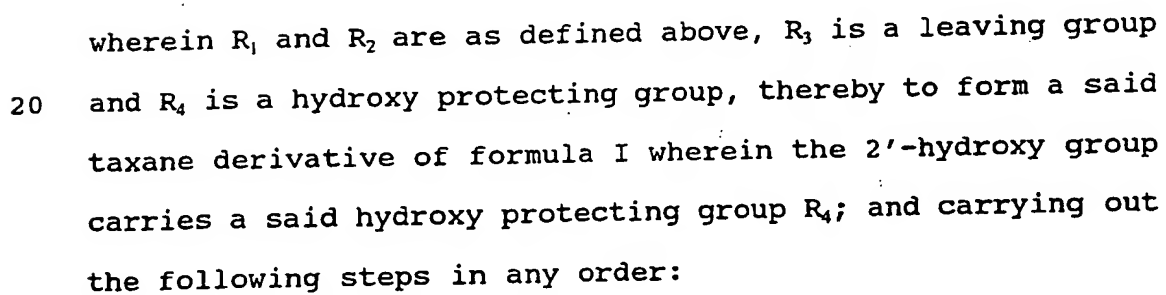 wherein R₁ and R₂ are as defined above, R₃ is a leaving group
20 and R₄ is a hydroxy protecting group, thereby to form a said
taxane derivative of formula I wherein the 2′-hydroxy group
carries a said hydroxy protecting group R₄; and carrying out
the following steps in any order: